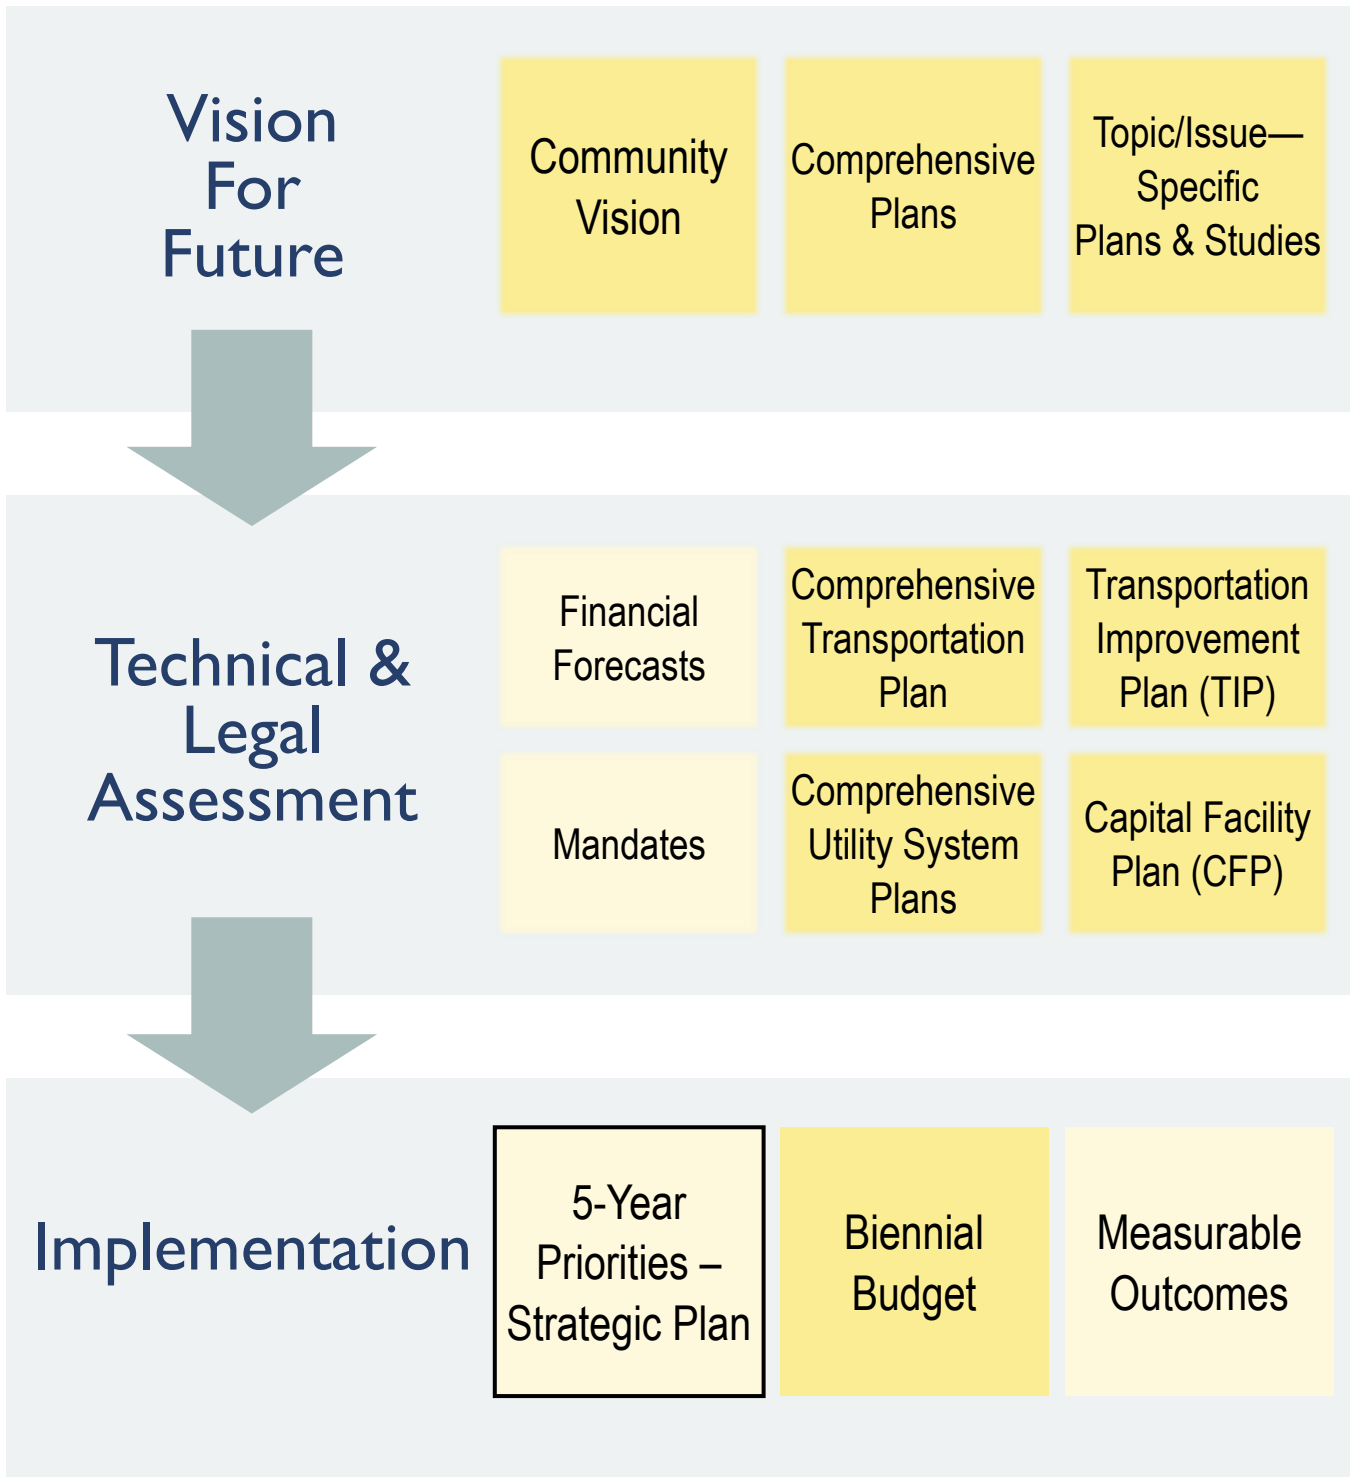 Vision
For
Future
Community
Vision
Comprehensive
Plans
Topic/Issue—
Specific
Plans & Studies
Technical &
Legal
Assessment
Financial
Forecasts
Comprehensive
Transportation
Plan
Transportation
Improvement
Plan (TIP)
Mandates
Comprehensive
Utility System
Plans
Capital Facility
Plan (CFP)
Implementation
5-Year
Priorities –
Strategic Plan
Biennial
Budget
Measurable
Outcomes